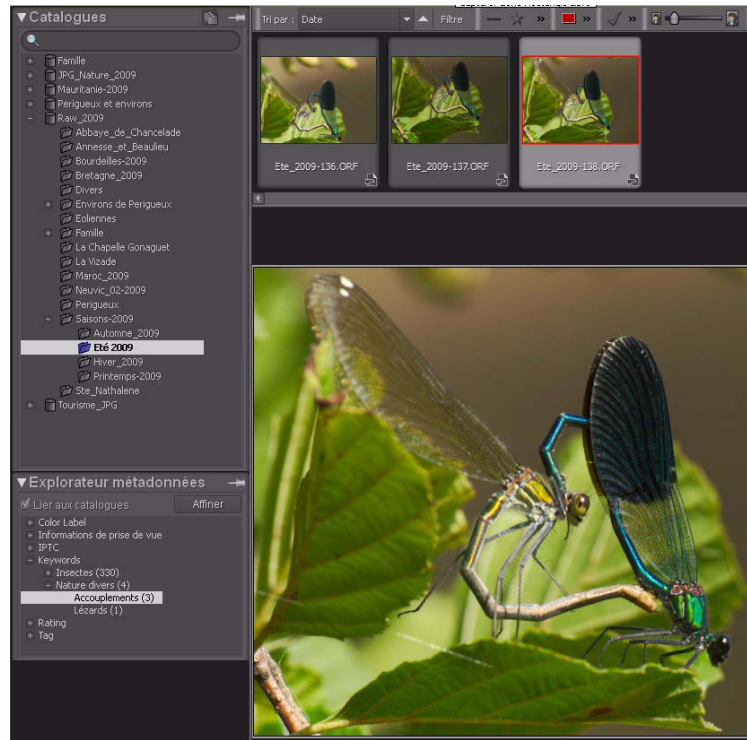 Catalogues
Famille
JPG_Nature_2009
Mauritanie-2009
Perigueux et environs
Raw_2009
Abbaye_de_Chancelade
Annesse_et_Beaulieu
Bourdeilles-2009
Bretagne_2009
Divers
Environs de Perigueux
Eoliennes
Famille
La Chapelle Gonaguet
La Vizade
Maroc_2009
Neuvic_02-2009
Perigueux
Saisons-2009
Automne_2009
Eté 2009
Hiver_2009
Printemps-2009
Ste_Nathalene
Tourisme_JPG
Explorateur métadonnées
Lier aux catalogues Affiner
Color Label
Informations de prise de vue
IPTC
Keywords
Insectes (330)
Nature divers (4)
Accouplements (3)
Lézards (1)
Rating
Tag
Tri par : Date Filtre
Ete_2009-136.ORF
Ete_2009-137.ORF
Ete_2009-138.ORF